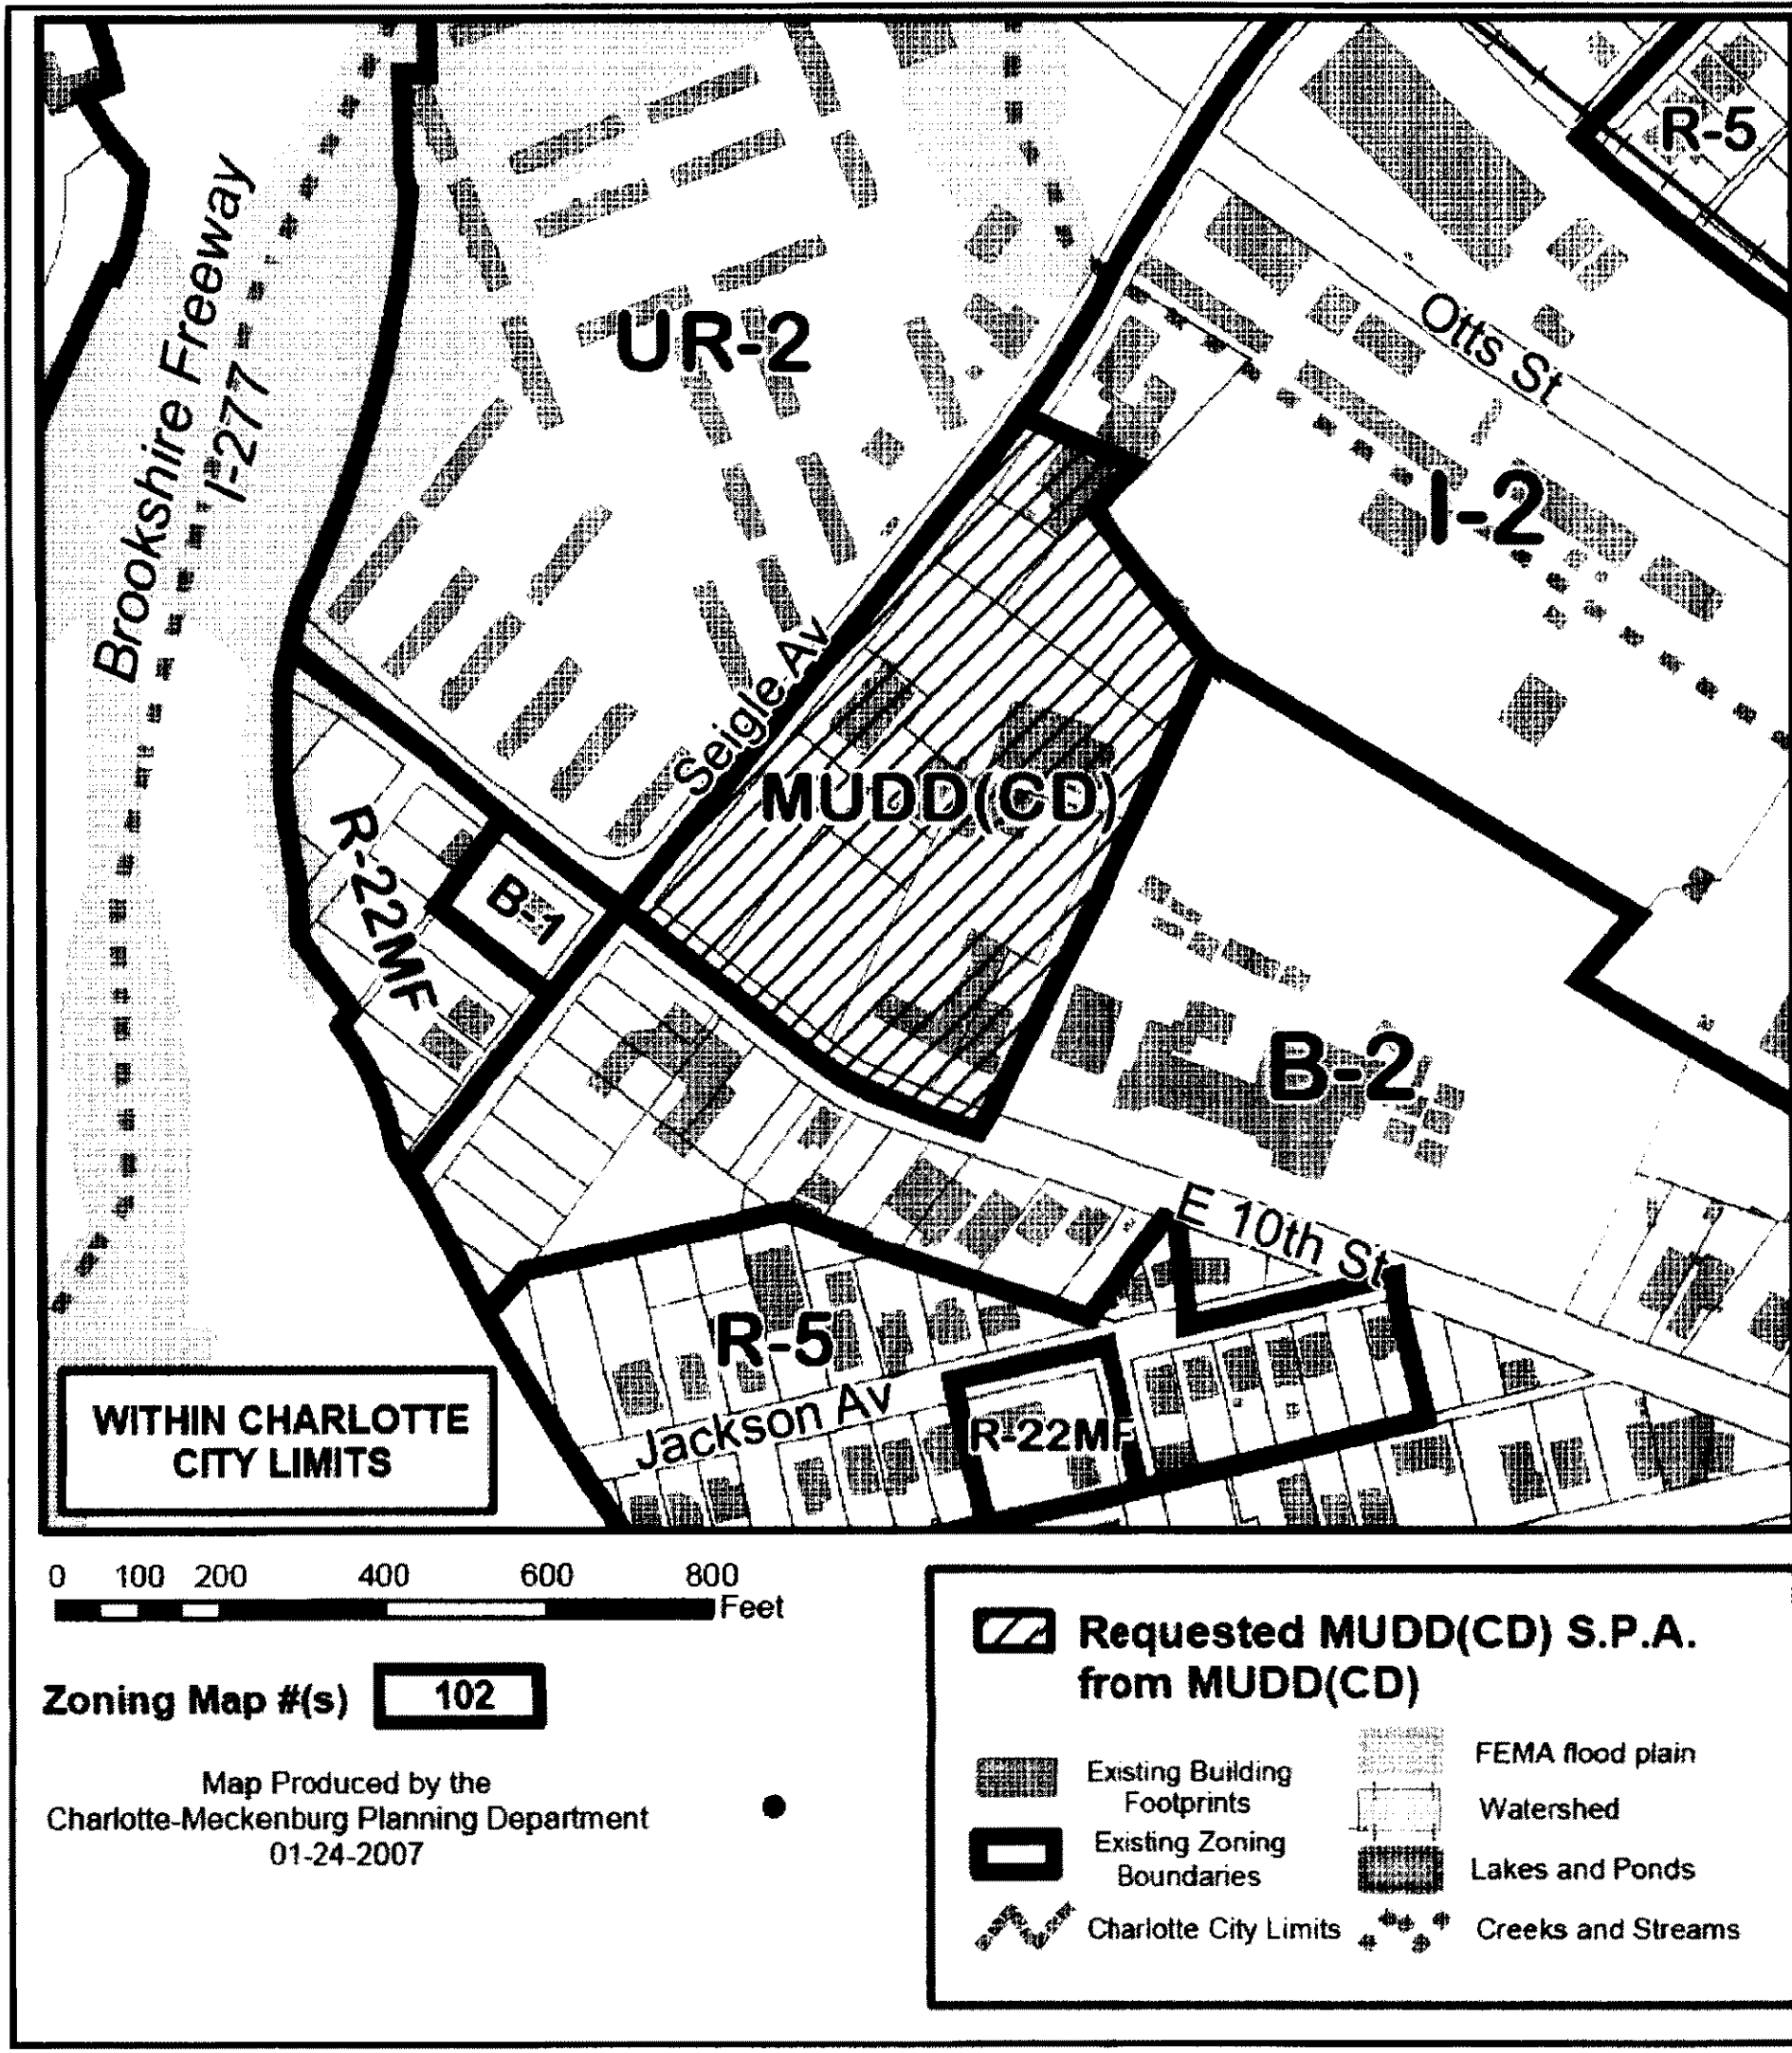 R-5
Brookshire Freeway
I-277
UR-2
Otts St
I-2
Seigle Av
MUDD(CD)
R-22MF
B-1
B-2
E 10th St
R-5
Jackson Av
R-22MF
WITHIN CHARLOTTE
CITY LIMITS
0 100 200 400 600 800
Feet
Zoning Map #(s) 102
Map Produced by the
Charlotte-Meckenburg Planning Department
01-24-2007
Requested MUDD(CD) S.P.A.
from MUDD(CD)
Existing Building
Footprints
Existing Zoning
Boundaries
Charlotte City Limits
FEMA flood plain
Watershed
Lakes and Ponds
Creeks and Streams